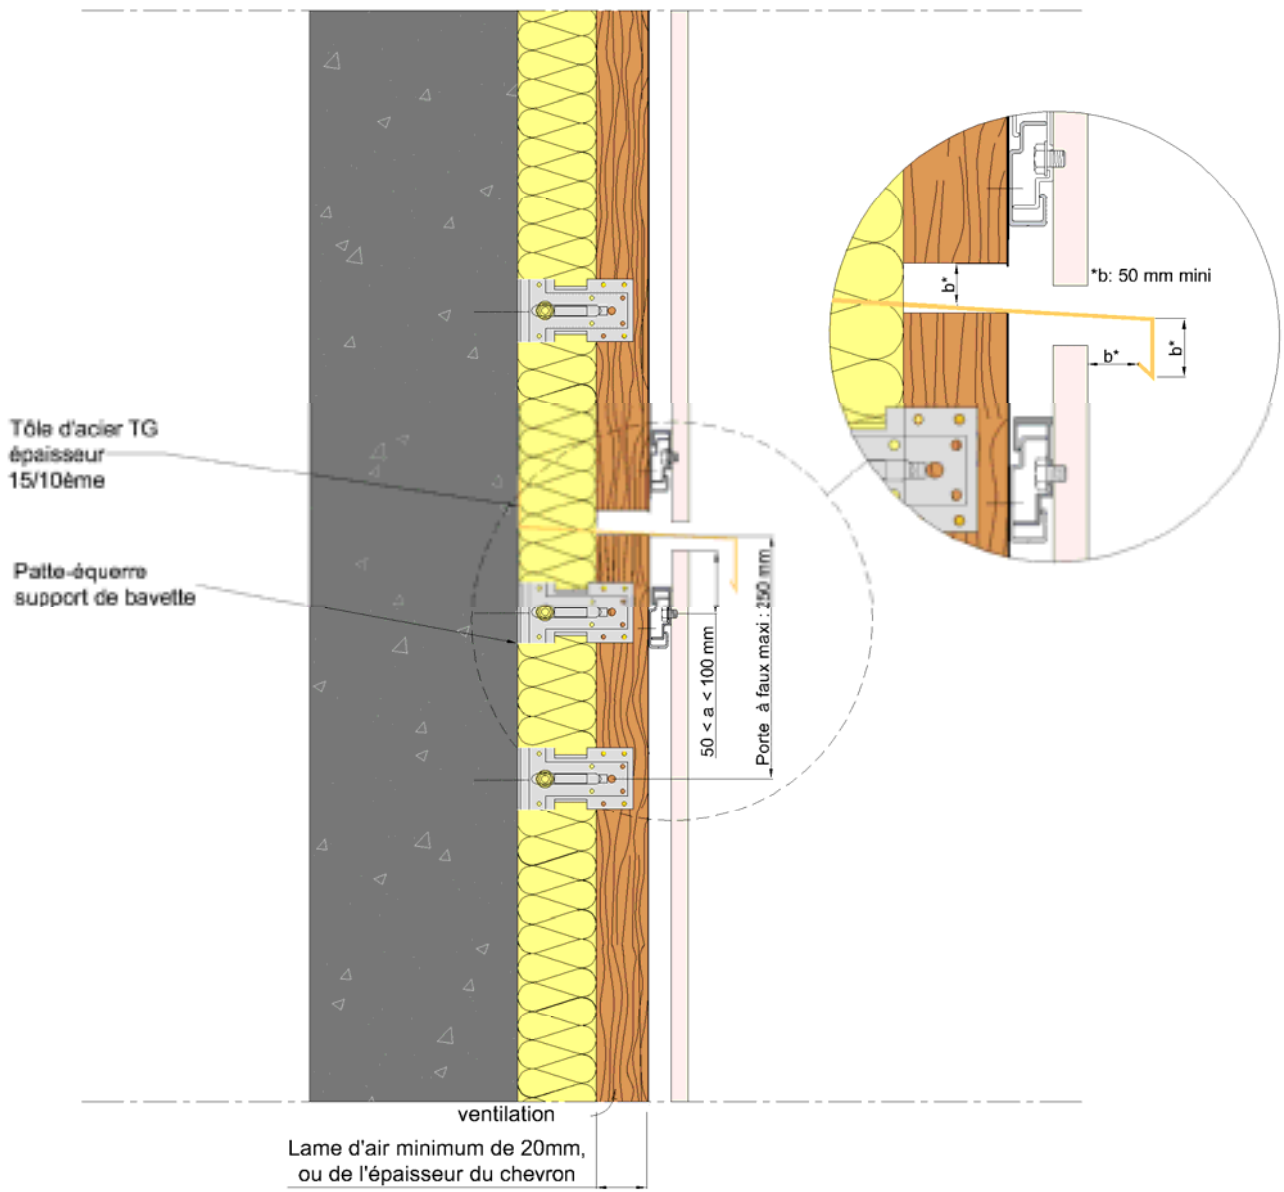 *b: 50 mm mini
b*
b*
b*
Tôle d'acier TG
épaisseur
15/10ème
Patte-équerre
support de bavette
50 < a < 100 mm
Porte à faux maxi : 250 mm
ventilation
Lame d'air minimum de 20mm,
ou de l'épaisseur du chevron